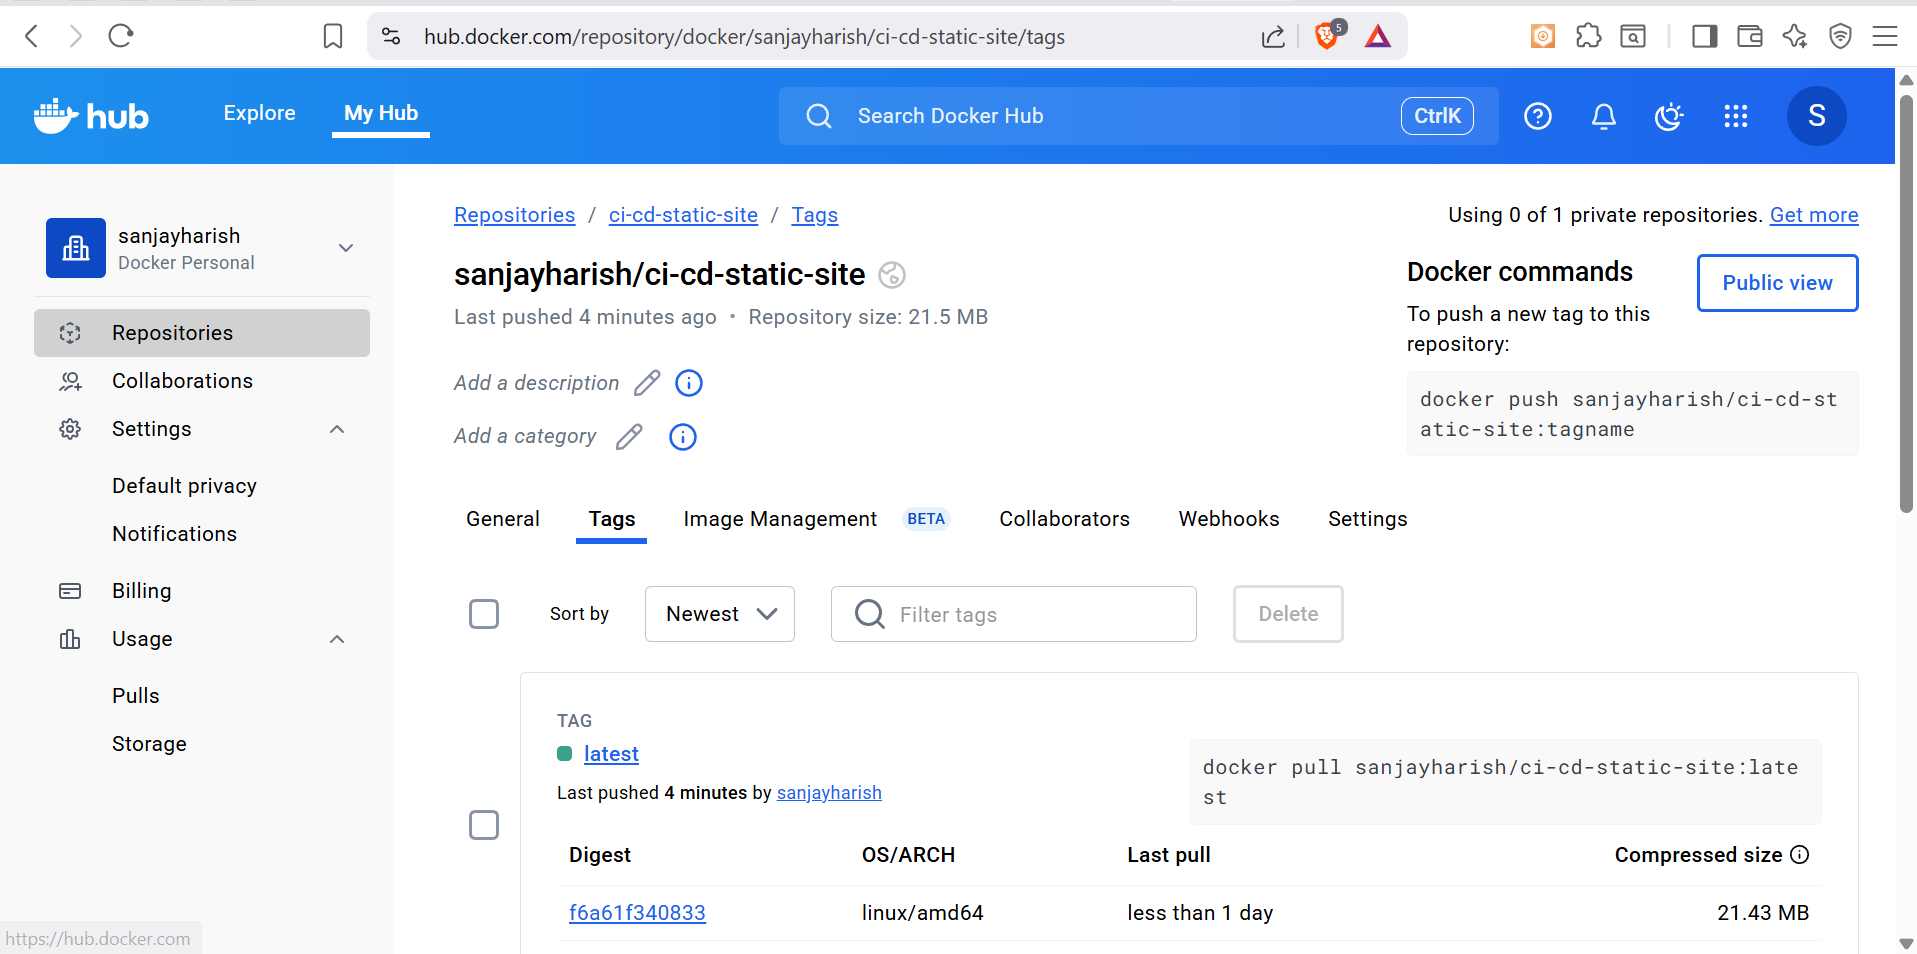 hub.docker.com/repository/docker/sanjayharish/ci-cd-static-site/tags
5
hub
Explore
My Hub
Search Docker Hub
CtrlK
S
sanjayharish
Docker Personal
Repositories
Collaborations
Settings
Default privacy
Notifications
Billing
Usage
Pulls
Storage
https://hub.docker.com
Repositories / ci-cd-static-site / Tags
Using 0 of 1 private repositories. Get more
sanjayharish/ci-cd-static-site
Last pushed 4 minutes ago • Repository size: 21.5 MB
Add a description
Add a category
Docker commands
Public view
To push a new tag to this
repository:
docker push sanjayharish/ci-cd-st
atic-site:tagname
General
Tags
Image Management BETA
Collaborators
Webhooks
Settings
Sort by
Newest
Filter tags
Delete
TAG
latest
Last pushed 4 minutes by sanjayharish
docker pull sanjayharish/ci-cd-static-site:late
st
Digest OS/ARCH Last pull Compressed size
f6a61f340833 linux/amd64 less than 1 day 21.43 MB